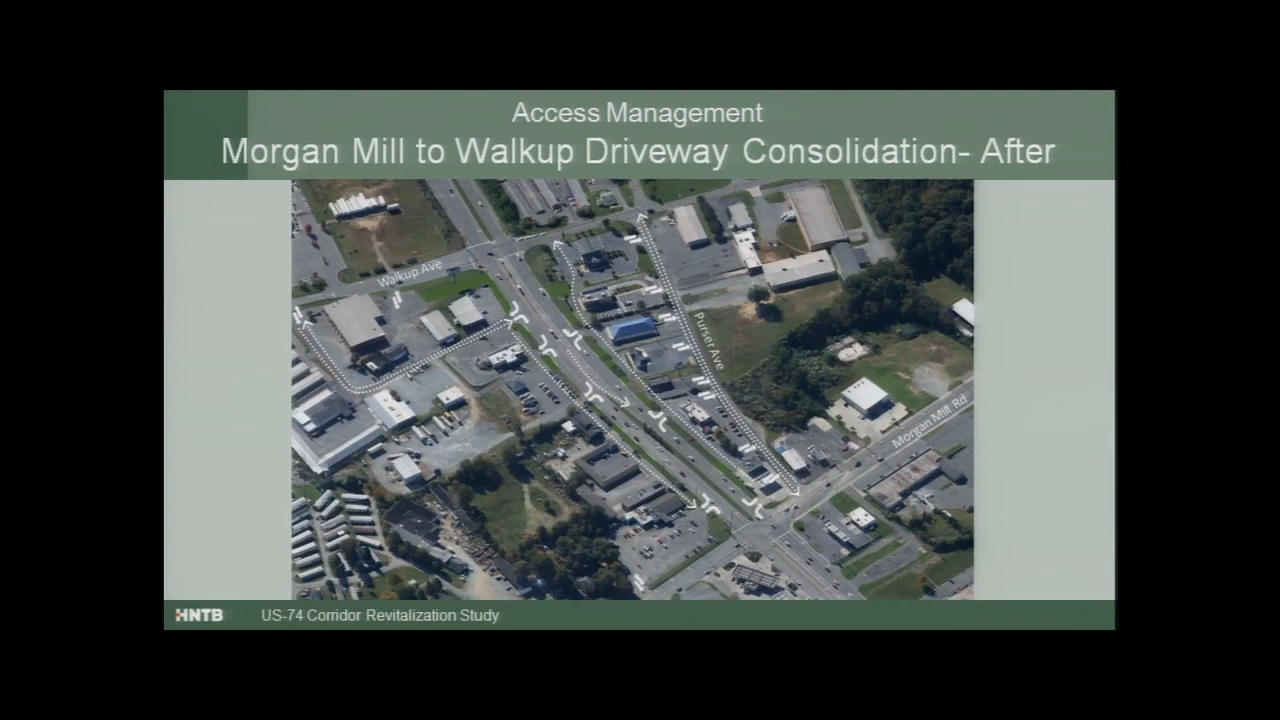 Access Management
Morgan Mill to Walkup Driveway Consolidation- After
Walkup Ave
Purser Ave
Morgan Mill Rd
HNTB
US-74 Corridor Revitalization Study